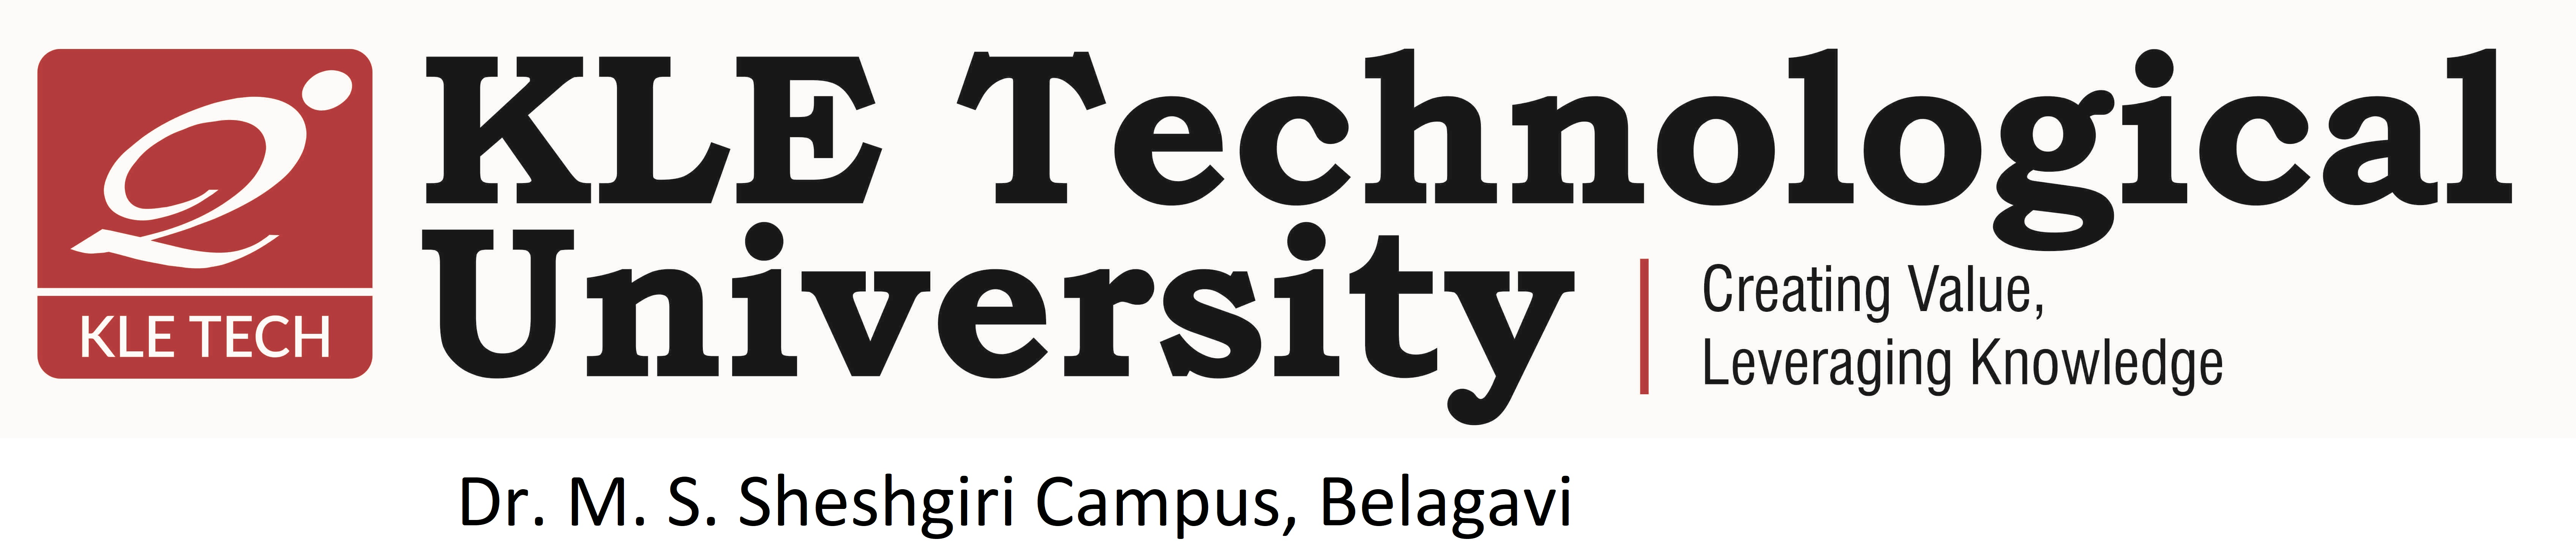 KLE TECH
KLE Technological
University
Creating Value,
Leveraging Knowledge
Dr. M. S. Sheshgiri Campus, Belagavi